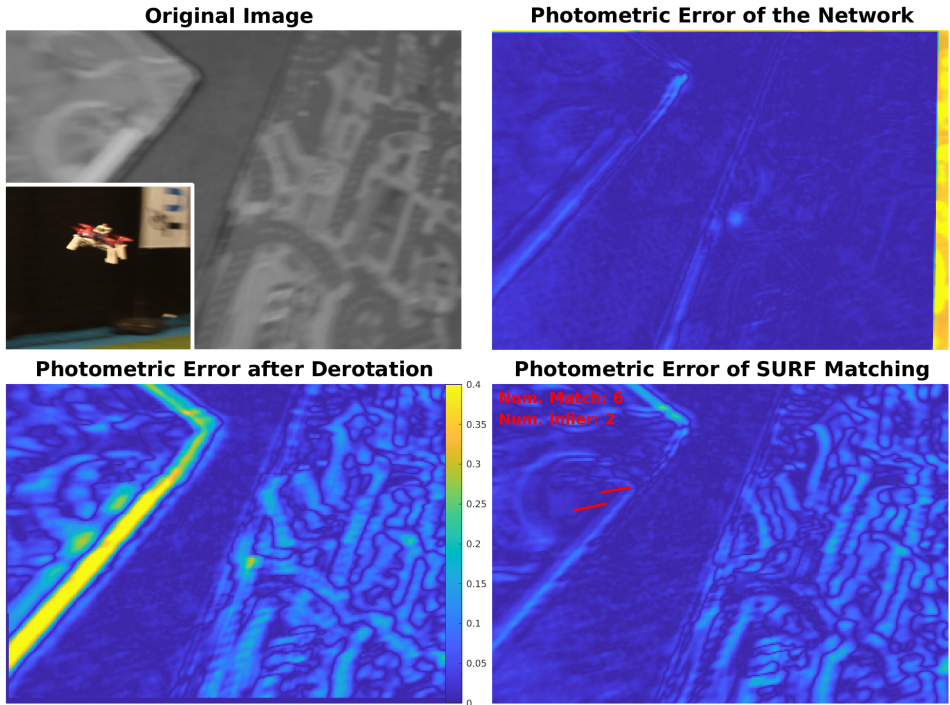 Original Image
Photometric Error of the Network
Photometric Error after Derotation
Photometric Error of SURF Matching
Num. Match: 6
Num. Inlier: 2
0.4
0.35
0.3
0.25
0.2
0.15
0.1
0.05
0